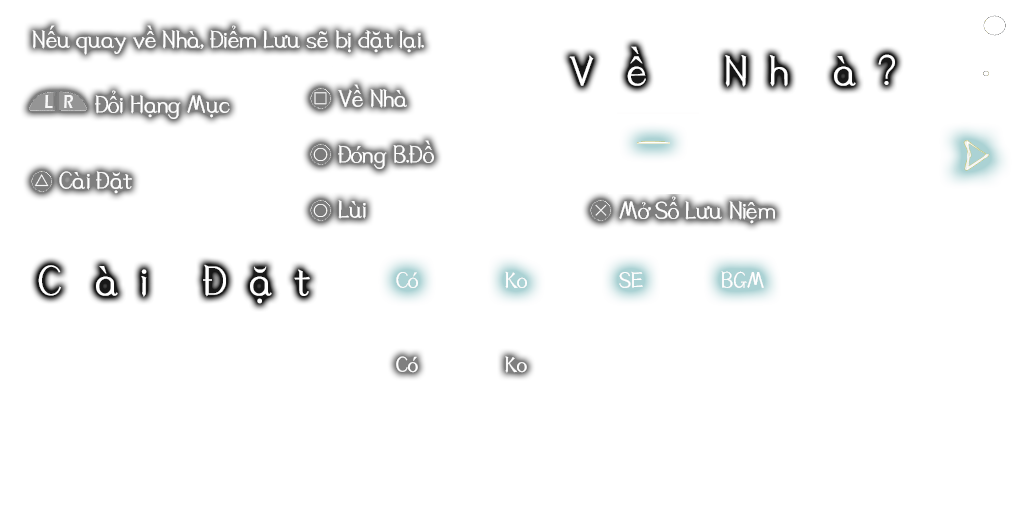 Nếu quay về Nhà, Điểm Lưu sẽ bị đặt lại.
Về Nhà?
L R Đổi Hạng Mục
Về Nhà
Đóng B.Đồ
Cài Đặt
Lùi
Mở Sổ Lưu Niệm
Cài Đặt
Có
Ko
SE
BGM
Có
Ko